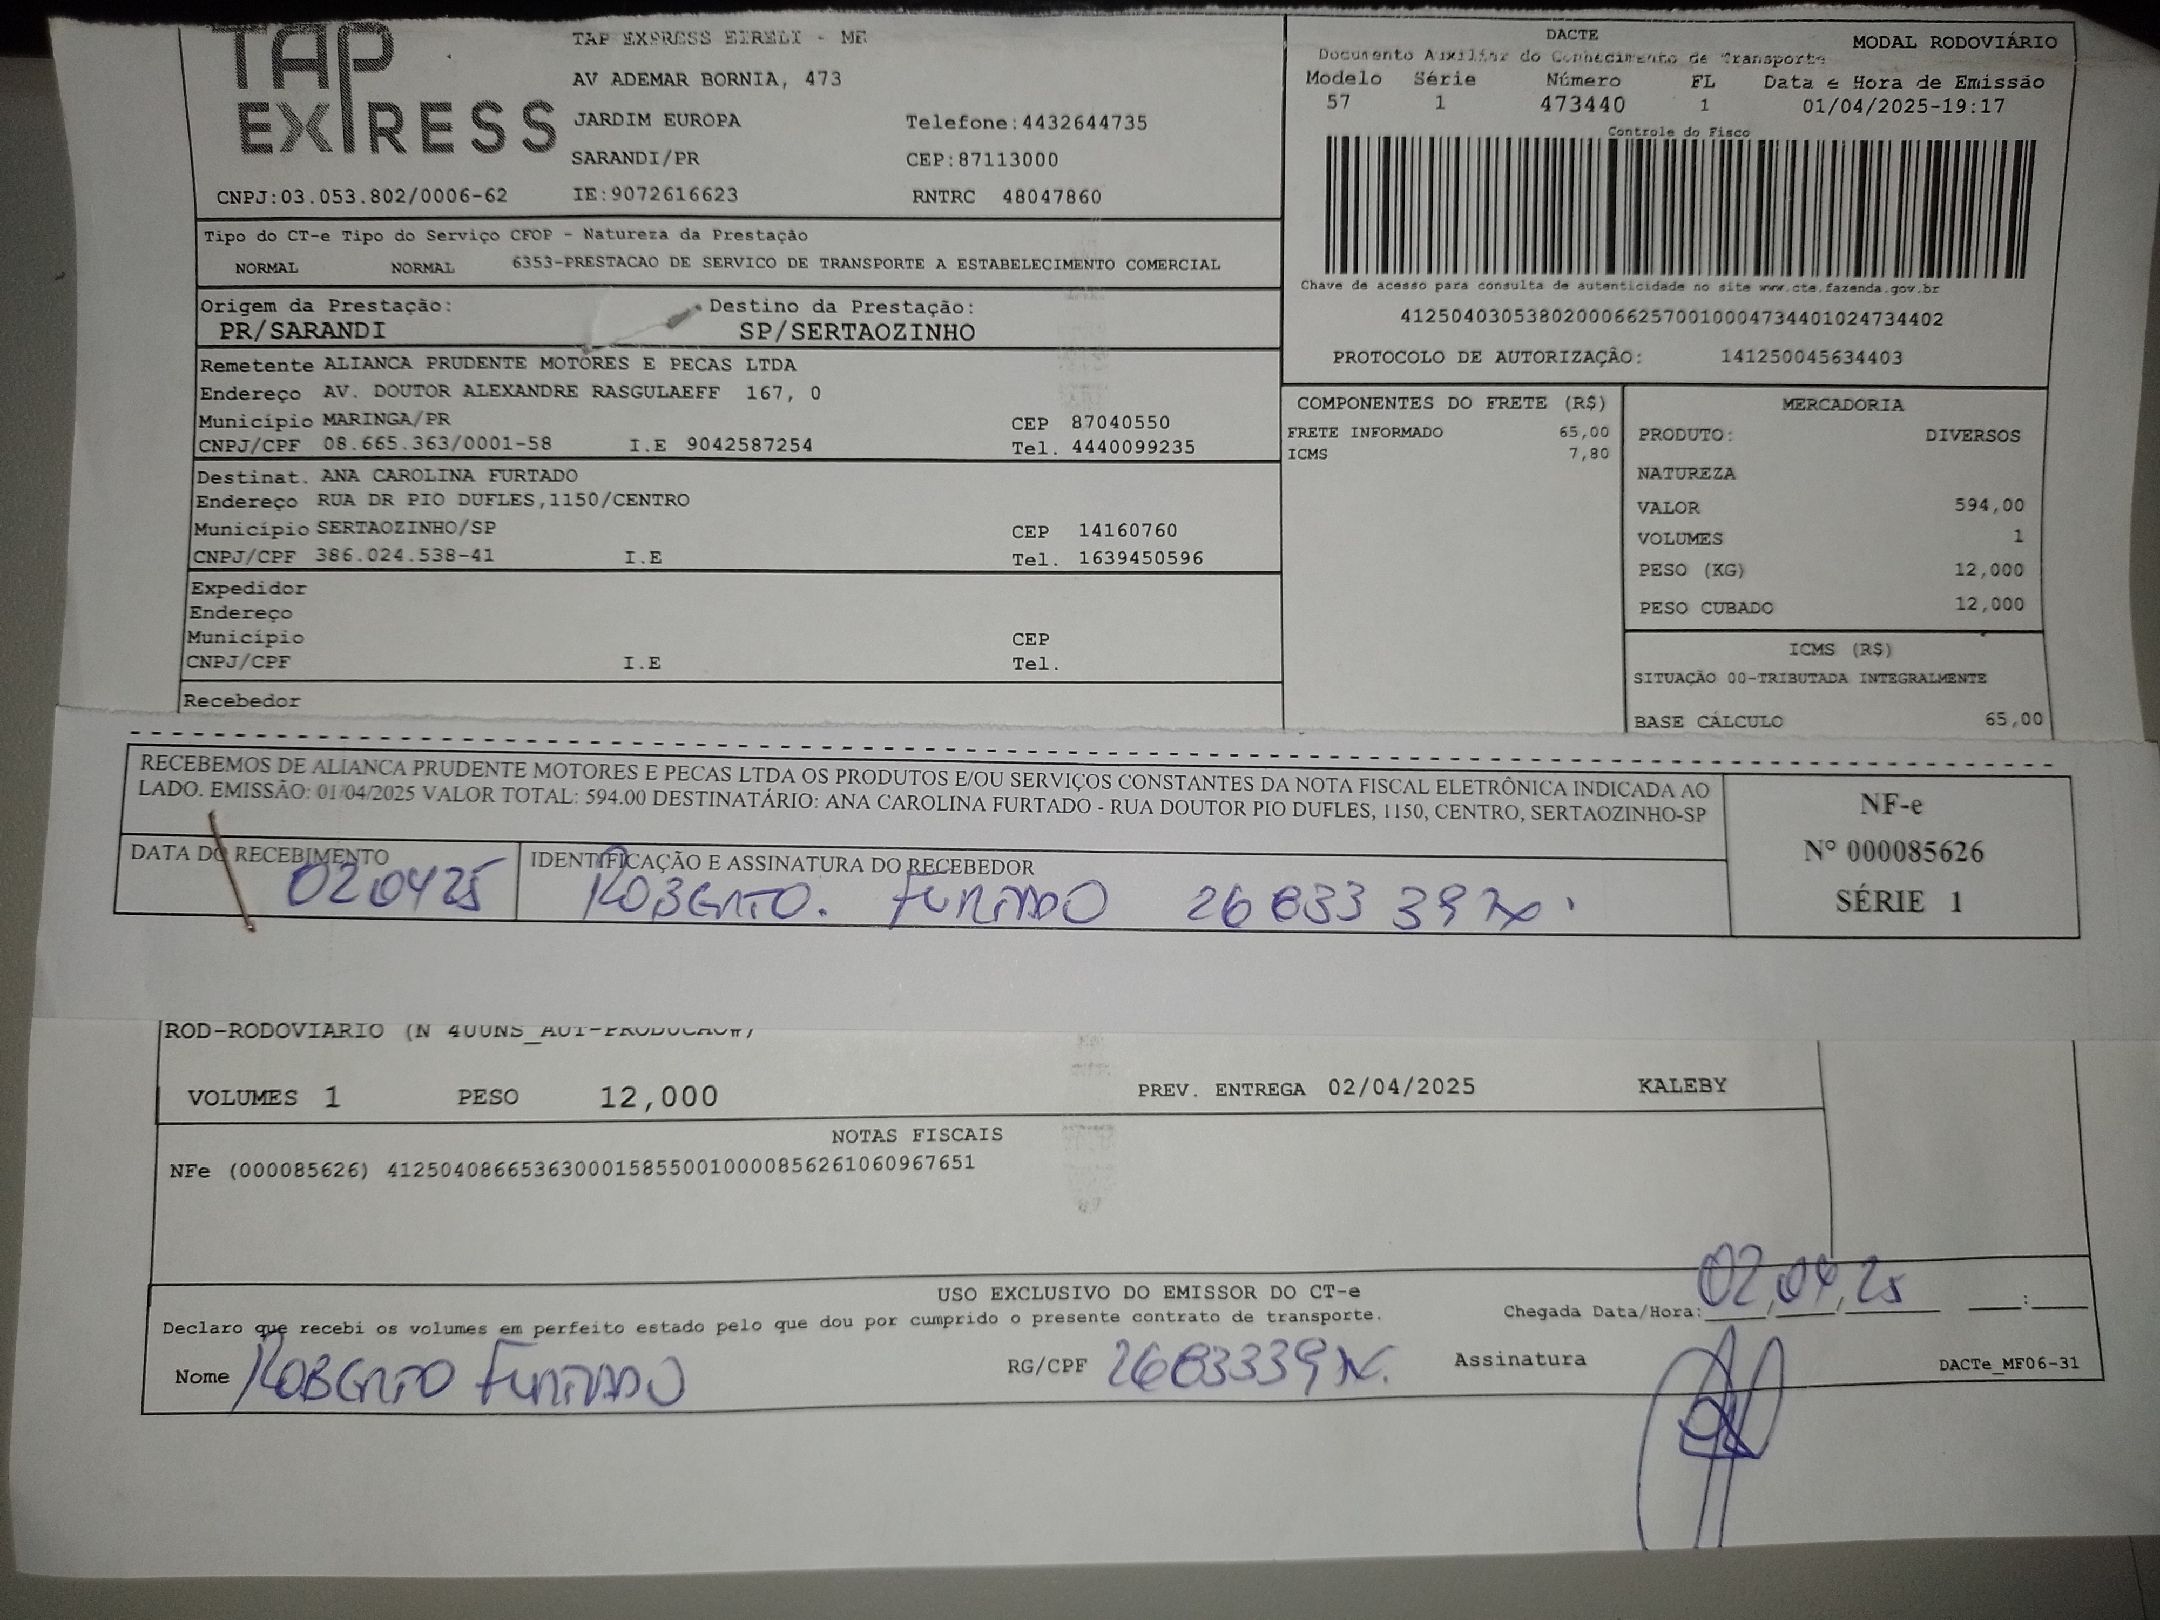 TAP EXPRESS
TAP EXPRESS EIRELI - ME
AV ADEMAR BORNIA, 473
JARDIM EUROPA Telefone:4432644735
SARANDI/PR CEP:87113000
CNPJ:03.053.802/0006-62 IE:9072616623 RNTRC 48047860
DACTE MODAL RODOVIÁRIO
Documento Auxiliar do Conhecimento de Transporte
Modelo Série Número FL Data e Hora de Emissão
57 1 473440 1 01/04/2025-19:17
Controle do Fisco
Chave de acesso para consulta de autenticidade no site www.cte.fazenda.gov.br
41250403053802000662570010004734401024734402
PROTOCOLO DE AUTORIZAÇÃO: 141250045634403
Tipo do CT-e Tipo do Serviço CFOP - Natureza da Prestação
NORMAL NORMAL 6353-PRESTACAO DE SERVICO DE TRANSPORTE A ESTABELECIMENTO COMERCIAL
Origem da Prestação: Destino da Prestação:
PR/SARANDI SP/SERTAOZINHO
Remetente ALIANCA PRUDENTE MOTORES E PECAS LTDA
Endereço AV. DOUTOR ALEXANDRE RASGULAEFF 167, 0
Município MARINGA/PR CEP 87040550
CNPJ/CPF 08.665.363/0001-58 I.E 9042587254 Tel. 4440099235
Destinat. ANA CAROLINA FURTADO
Endereço RUA DR PIO DUFLES,1150/CENTRO
Município SERTAOZINHO/SP CEP 14160760
CNPJ/CPF 386.024.538-41 I.E Tel. 1639450596
Expedidor
Endereço
Município CEP
CNPJ/CPF I.E Tel.
Recebedor
COMPONENTES DO FRETE (R$)
FRETE INFORMADO 65,00
ICMS 7,80
MERCADORIA
PRODUTO: DIVERSOS
NATUREZA
VALOR 594,00
VOLUMES 1
PESO (KG) 12,000
PESO CUBADO 12,000
ICMS (R$)
SITUAÇÃO 00-TRIBUTADA INTEGRALMENTE
BASE CÁLCULO 65,00
RECEBEMOS DE ALIANCA PRUDENTE MOTORES E PECAS LTDA OS PRODUTOS E/OU SERVIÇOS CONSTANTES DA NOTA FISCAL ELETRÔNICA INDICADA AO
LADO. EMISSÃO: 01/04/2025 VALOR TOTAL: 594.00 DESTINATÁRIO: ANA CAROLINA FURTADO - RUA DOUTOR PIO DUFLES, 1150, CENTRO, SERTAOZINHO-SP
DATA DO RECEBIMENTO IDENTIFICAÇÃO E ASSINATURA DO RECEBEDOR
020425 ROBERTO. FURTADO
NF-e
Nº 000085626
SÉRIE 1
ROD-RODOVIARIO
VOLUMES 1 PESO 12,000 PREV. ENTREGA 02/04/2025 KALEBY
NOTAS FISCAIS
NFe (000085626) 41250408665363000158550010000856261060967651
USO EXCLUSIVO DO EMISSOR DO CT-e
Declaro que recebi os volumes em perfeito estado pelo que dou por cumprido o presente contrato de transporte. Chegada Data/Hora: 02,04,25 :
Nome ROBERTO FURTADO RG/CPF Assinatura DACTe_MF06-31